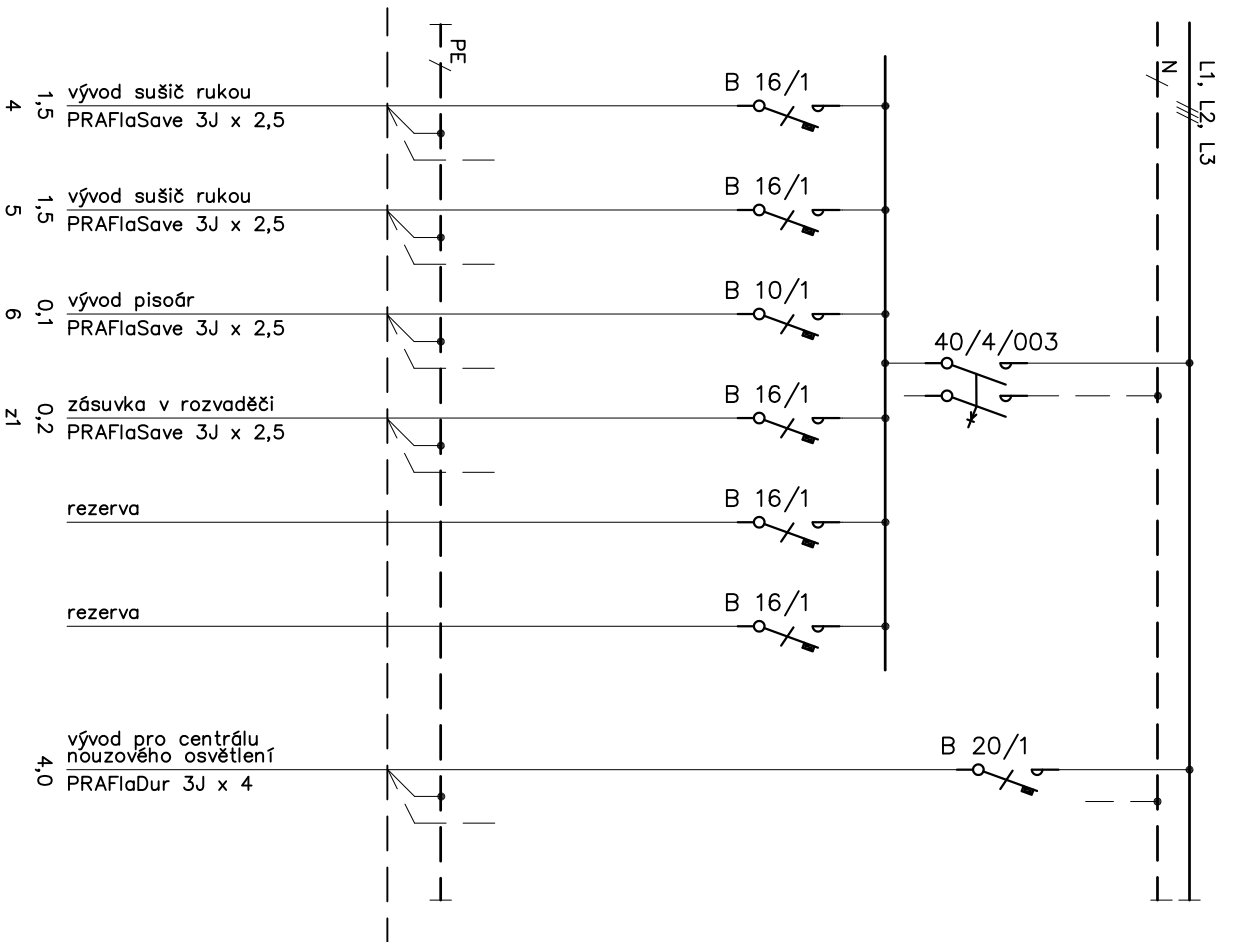 L1, L2, L3
N
PE
B 16/1
vývod sušič rukou
PRAFlaSave 3J x 2,5
1,5
4
B 16/1
vývod sušič rukou
PRAFlaSave 3J x 2,5
1,5
5
B 10/1
vývod pisoár
PRAFlaSave 3J x 2,5
0,1
6
40/4/003
B 16/1
zásuvka v rozvaděči
PRAFlaSave 3J x 2,5
0,2
z1
B 16/1
rezerva
B 16/1
rezerva
B 20/1
vývod pro centrálu
nouzového osvětlení
PRAFlaDur 3J x 4
4,0